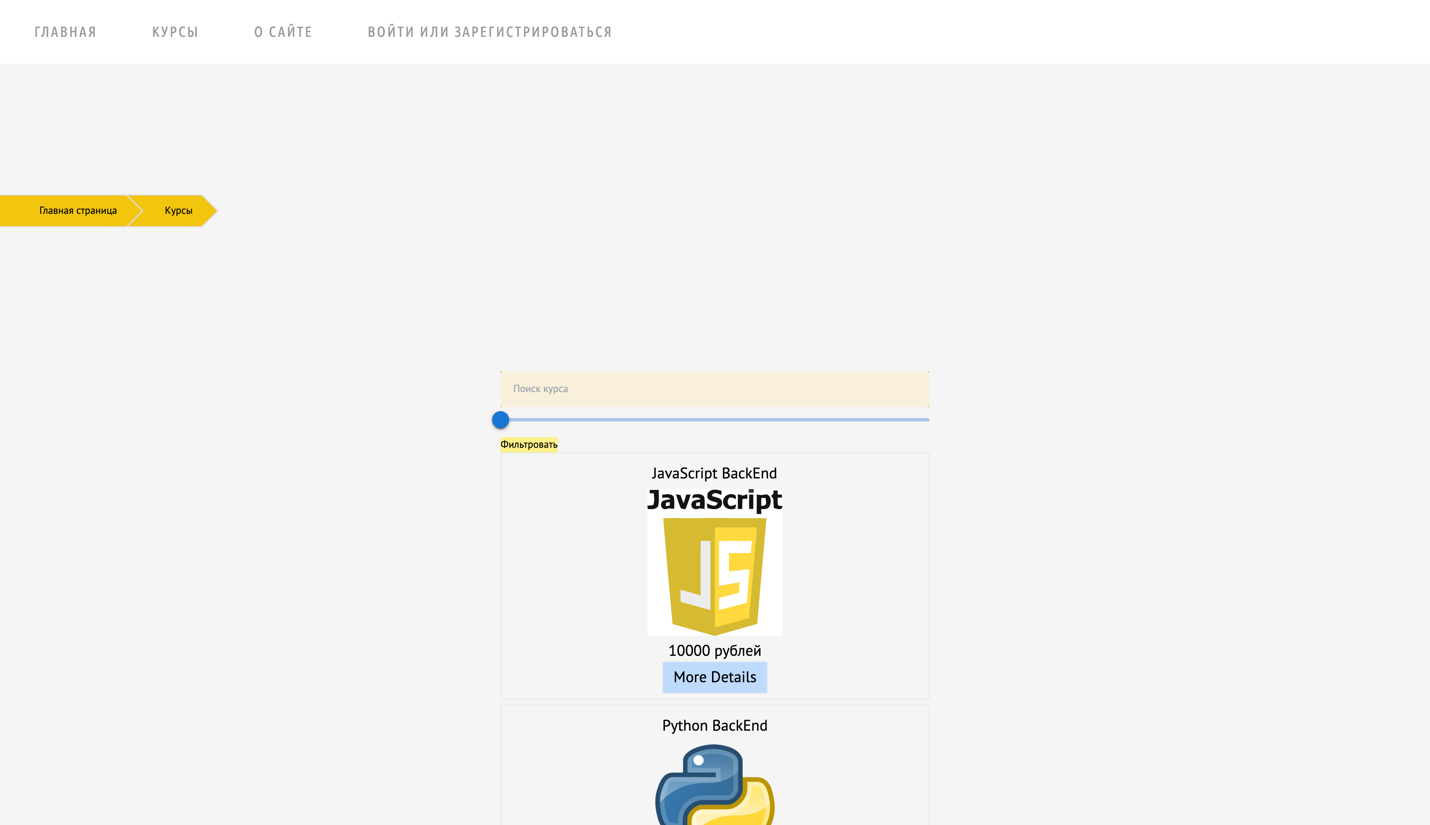 ГЛАВНАЯ КУРСЫ О САЙТЕ ВОЙТИ ИЛИ ЗАРЕГИСТРИРОВАТЬСЯ
Главная страница Курсы
Поиск курса
Фильтровать
JavaScript BackEnd
JavaScript
JS
10000 рублей
More Details
Python BackEnd